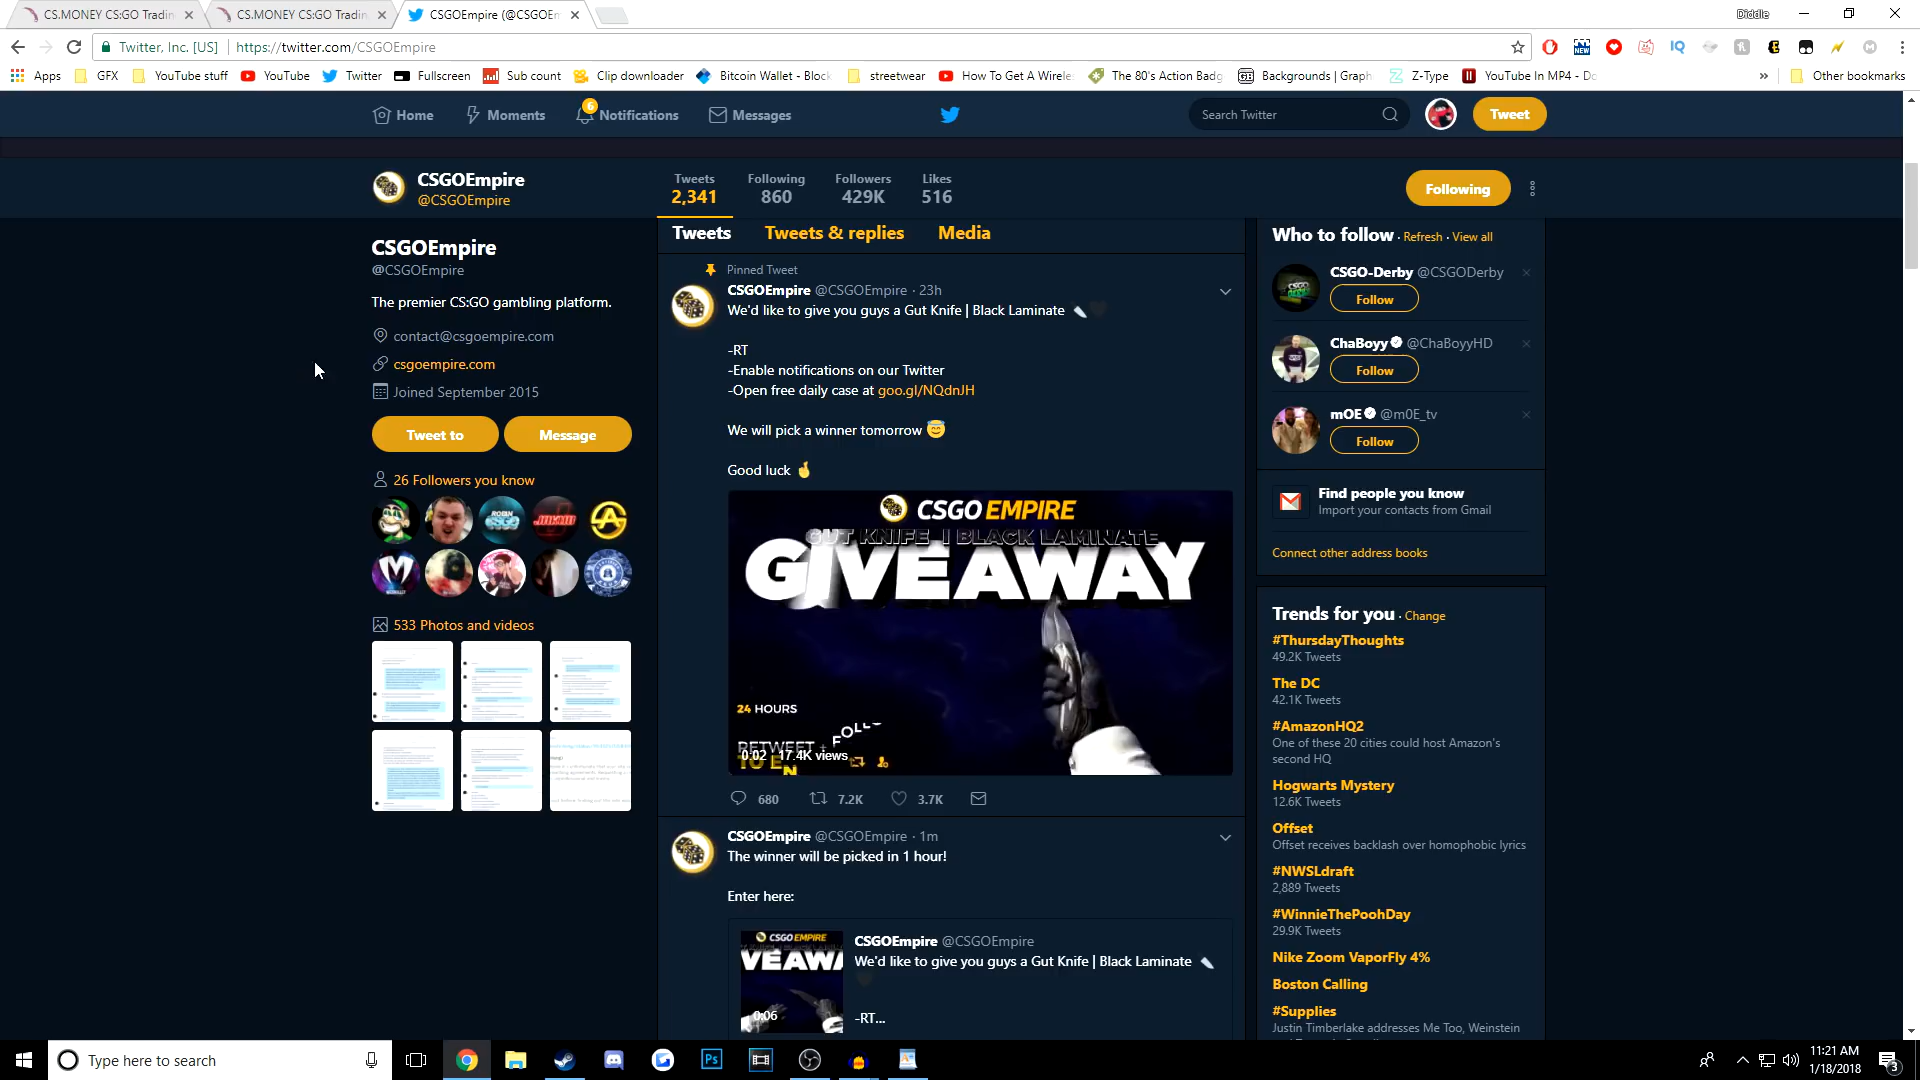 CS.MONEY CS:GO Tradin
CS.MONEY CS:GO Tradin
CSGOEmpire (@CSGOEm
Diddle
Twitter, Inc. [US]
https://twitter.com/CSGOEmpire
Apps
GFX
YouTube stuff
YouTube
Twitter
Fullscreen
Sub count
Clip downloader
Bitcoin Wallet - Block
streetwear
How To Get A Wirele
The 80's Action Badg
Backgrounds | Graph
Z-Type
YouTube In MP4 - Do
Other bookmarks
Home
Moments
6
Notifications
Messages
Search Twitter
Tweet
CSGOEmpire
@CSGOEmpire
Tweets
2,341
Following
860
Followers
429K
Likes
516
Following
CSGOEmpire
@CSGOEmpire
The premier CS:GO gambling platform.
contact@csgoempire.com
csgoempire.com
Joined September 2015
Tweet to
Message
26 Followers you know
533 Photos and videos
Tweets
Tweets & replies
Media
Pinned Tweet
CSGOEmpire @CSGOEmpire · 23h
We'd like to give you guys a Gut Knife | Black Laminate
-RT
-Enable notifications on our Twitter
-Open free daily case at goo.gl/NQdnJH
We will pick a winner tomorrow
Good luck
CSGO EMPIRE
GUT KNIFE | BLACK LAMINATE
GIVEAWAY
24 HOURS
RETWEET + FOLL
TO EN
0:02
17.4K views
680
7.2K
3.7K
CSGOEmpire @CSGOEmpire · 1m
The winner will be picked in 1 hour!
Enter here:
CSGO EMPIRE
VEAWA
0:06
CSGOEmpire @CSGOEmpire
We'd like to give you guys a Gut Knife | Black Laminate
-RT...
Who to follow · Refresh · View all
CSGO-Derby @CSGODerby
Follow
ChaBoyy @ChaBoyyHD
Follow
mOE @m0E_tv
Follow
Find people you know
Import your contacts from Gmail
Connect other address books
Trends for you · Change
#ThursdayThoughts
49.2K Tweets
The DC
42.1K Tweets
#AmazonHQ2
One of these 20 cities could host Amazon's
second HQ
Hogwarts Mystery
12.6K Tweets
Offset
Offset receives backlash over homophobic lyrics
#NWSLdraft
2,889 Tweets
#WinnieThePoohDay
29.9K Tweets
Nike Zoom VaporFly 4%
Boston Calling
#Supplies
Justin Timberlake addresses Me Too, Weinstein
Type here to search
11:21 AM
1/18/2018
3